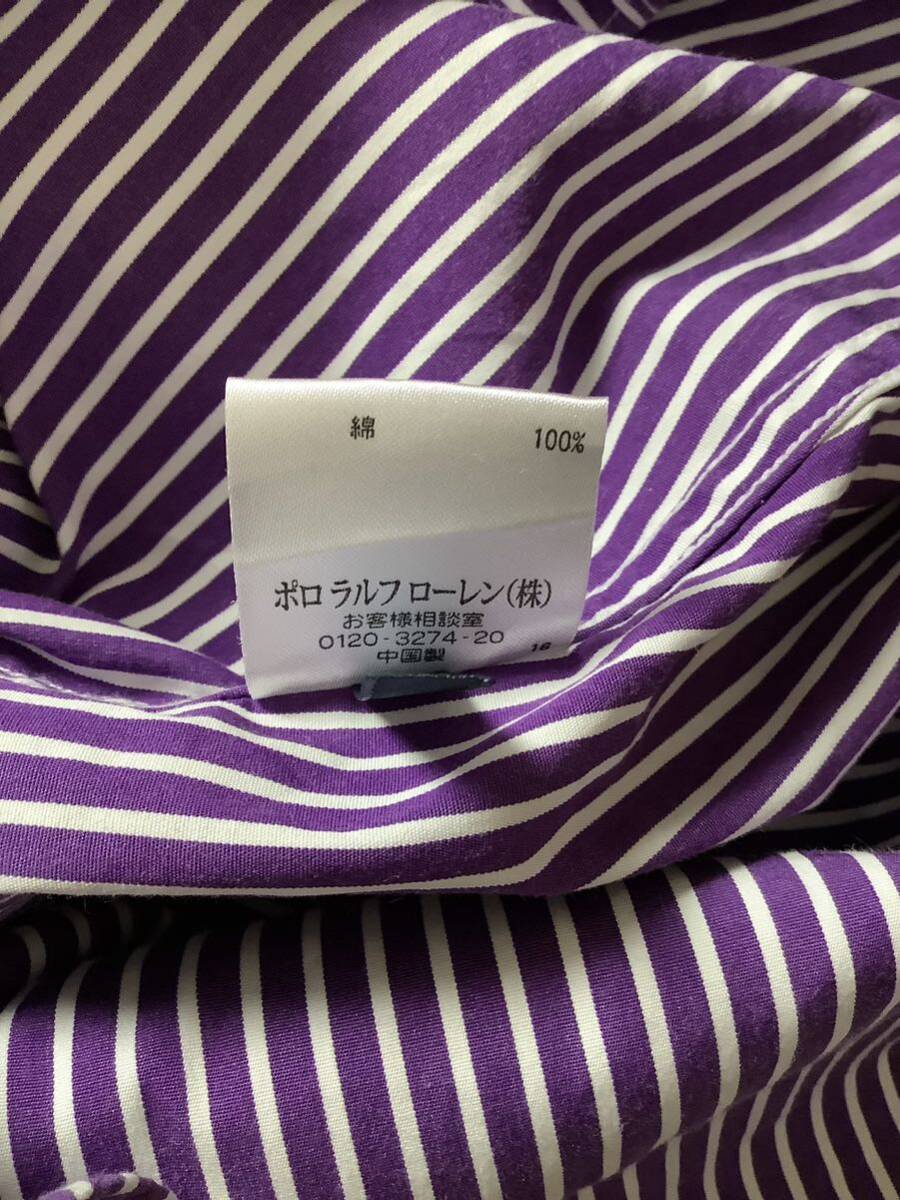 綿 100%
ポロ ラルフ ローレン(株)
お客様相談室
0120-3274-20
中国製 16